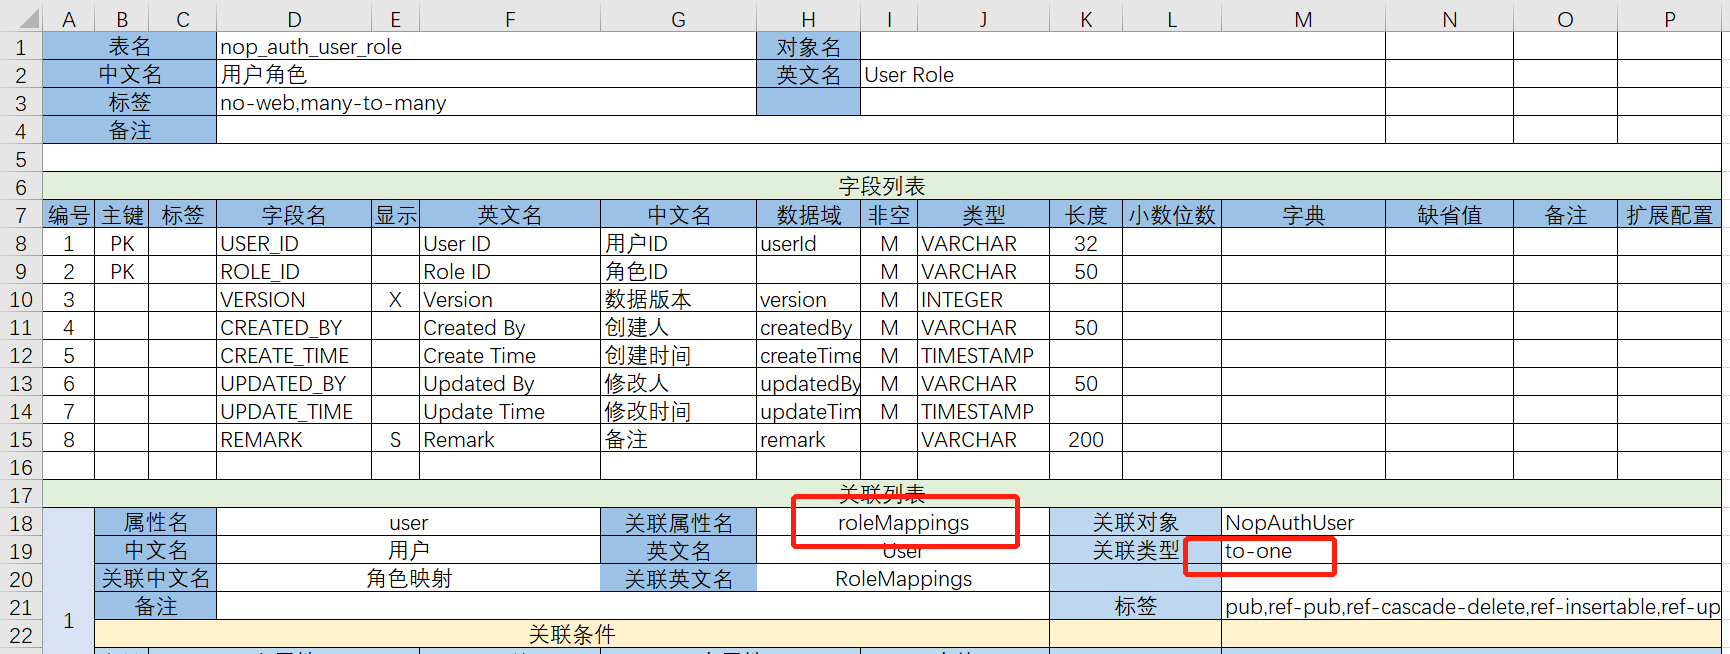 A B C D E F G H I J K L M N O P
1 表名 nop_auth_user_role 对象名
2 中文名 用户角色 英文名 User Role
3 标签 no-web,many-to-many
4 备注
5
6 字段列表
7 编号 主键 标签 字段名 显示 英文名 中文名 数据域 非空 类型 长度 小数位数 字典 缺省值 备注 扩展配置
8 1 PK USER_ID User ID 用户ID userId M VARCHAR 32
9 2 PK ROLE_ID Role ID 角色ID M VARCHAR 50
10 3 VERSION X Version 数据版本 version M INTEGER
11 4 CREATED_BY Created By 创建人 createdBy M VARCHAR 50
12 5 CREATE_TIME Create Time 创建时间 createTime M TIMESTAMP
13 6 UPDATED_BY Updated By 修改人 updatedBy M VARCHAR 50
14 7 UPDATE_TIME Update Time 修改时间 updateTim M TIMESTAMP
15 8 REMARK S Remark 备注 remark VARCHAR 200
16
17 关联列表
18 属性名 user 关联属性名 roleMappings 关联对象 NopAuthUser
19 中文名 用户 英文名 User 关联类型 to-one
20 关联中文名 角色映射 关联英文名 RoleMappings
21 1 备注 标签 pub,ref-pub,ref-cascade-delete,ref-insertable,ref-up
22 关联条件